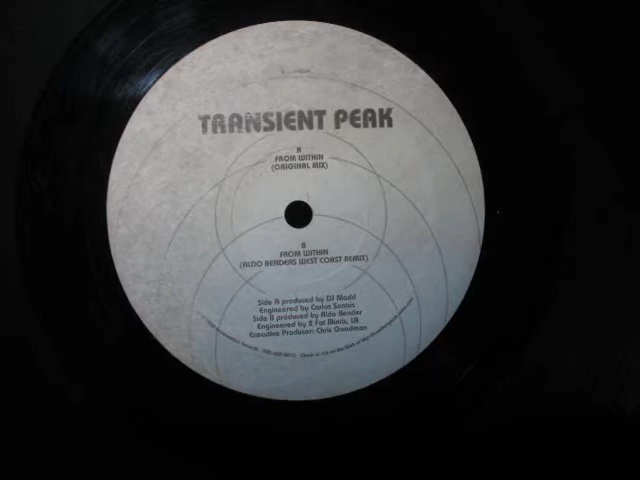 TRANSIENT PEAK
A
FROM WITHIN
(ORIGINAL MIX)
B
FROM WITHIN
(ALDO BENDERS WEST COAST REMIX)
Side A produced by DJ Madd
Engineered by Carlos Santos
Side B produced by Aldo Bender
Engineered by 2 Fat Blunts, LA
Executive Producer: Chris Goodman